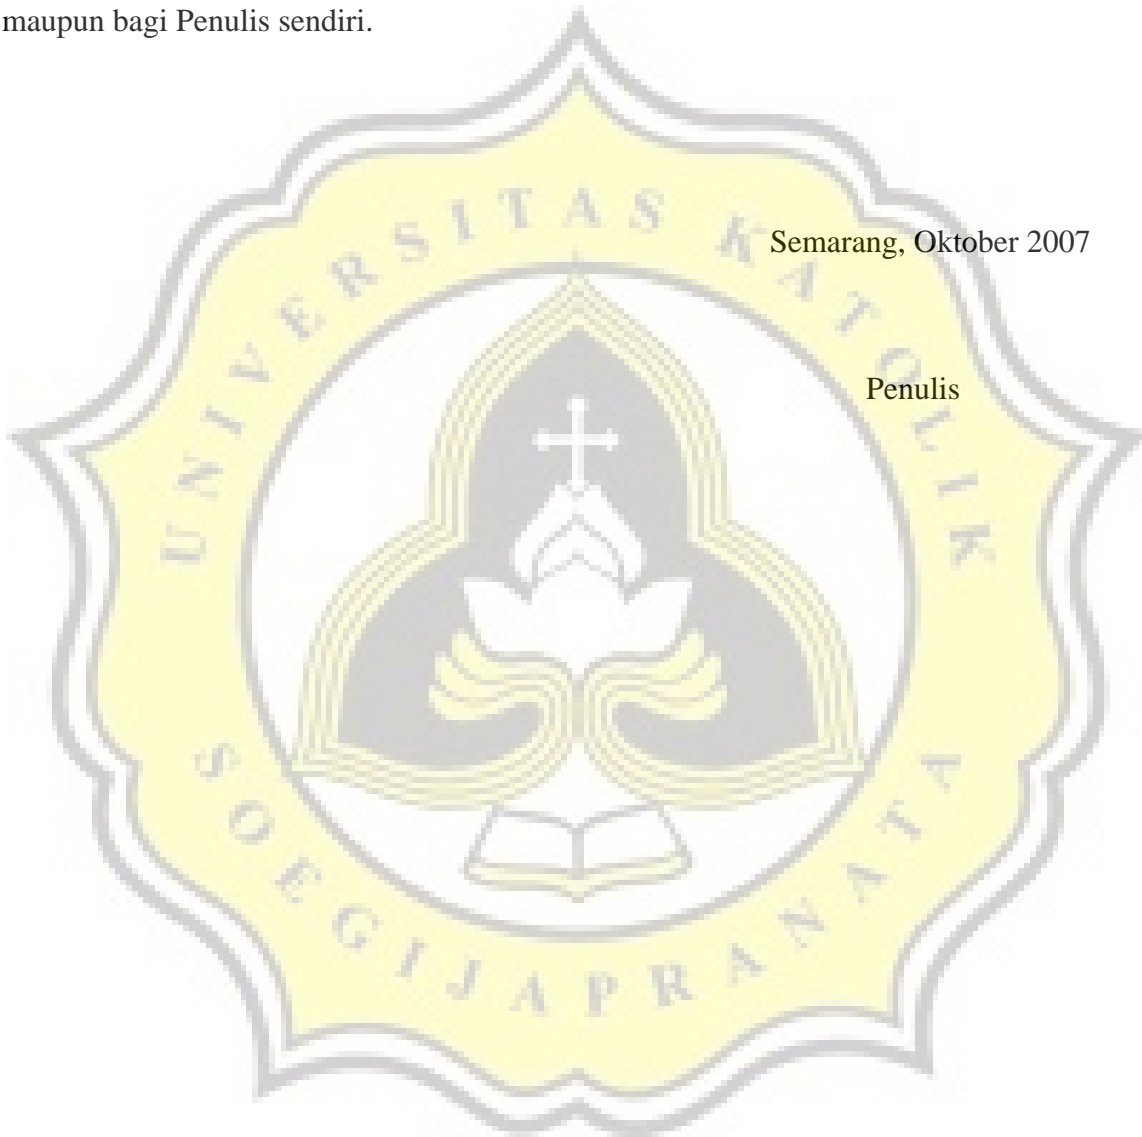 maupun bagi Penulis sendiri.
Semarang, Oktober 2007
Penulis
UNIVERSITAS KATOLIK
SOEGIJAPRANATA